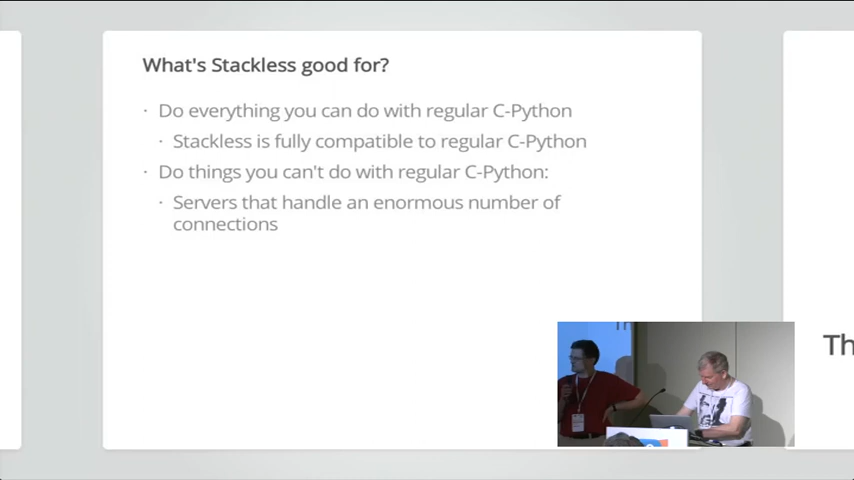 What's Stackless good for?
· Do everything you can do with regular C-Python
· Stackless is fully compatible to regular C-Python
· Do things you can't do with regular C-Python:
· Servers that handle an enormous number of
connections
Th